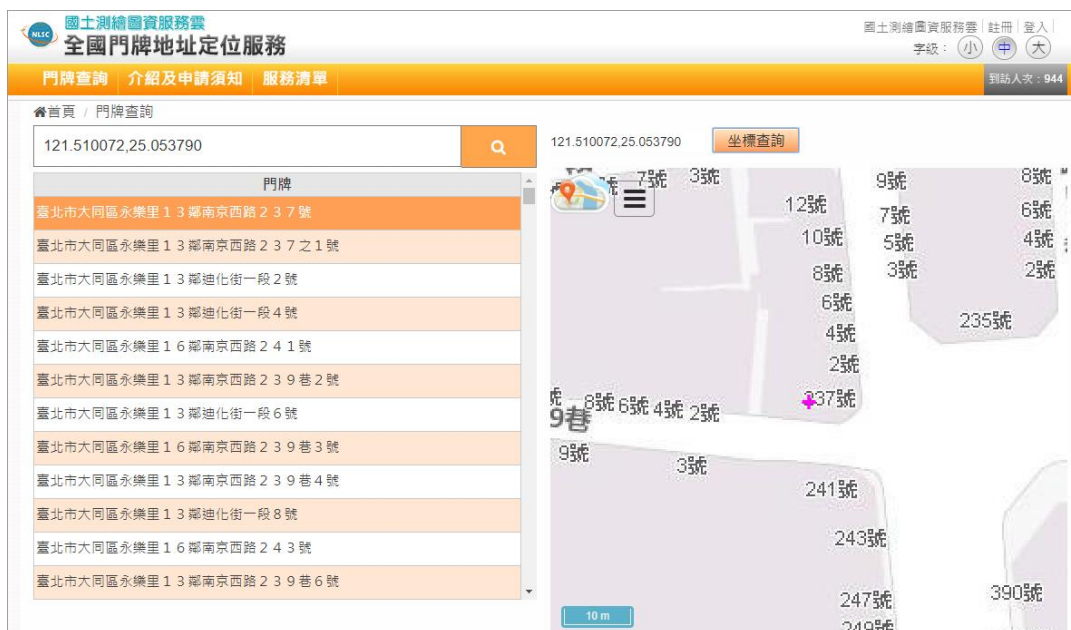 NLSC
國土測繪圖資服務雲
全國門牌地址定位服務
國土測繪圖資服務雲 | 註冊 | 登入 |
字級： 小 中 大
門牌查詢 介紹及申請須知 服務清單
到訪人次：944
首頁 / 門牌查詢
121.510072,25.053790
121.510072,25.053790 坐標查詢
門牌
臺北市大同區永樂里１３鄰南京西路２３７號
臺北市大同區永樂里１３鄰南京西路２３７之１號
臺北市大同區永樂里１３鄰迪化街一段２號
臺北市大同區永樂里１３鄰迪化街一段４號
臺北市大同區永樂里１６鄰南京西路２４１號
臺北市大同區永樂里１３鄰南京西路２３９巷２號
臺北市大同區永樂里１３鄰迪化街一段６號
臺北市大同區永樂里１６鄰南京西路２３９巷３號
臺北市大同區永樂里１３鄰南京西路２３９巷４號
臺北市大同區永樂里１３鄰迪化街一段８號
臺北市大同區永樂里１６鄰南京西路２４３號
臺北市大同區永樂里１３鄰南京西路２３９巷６號
7號 3號 9號 8號
12號 7號 6號
10號 5號 4號
8號 3號 2號
6號 235號
4號
2號
237號
號 8號 6號 4號 2號
9巷
9號 3號
241號
243號
247號 390號
249號
10 m